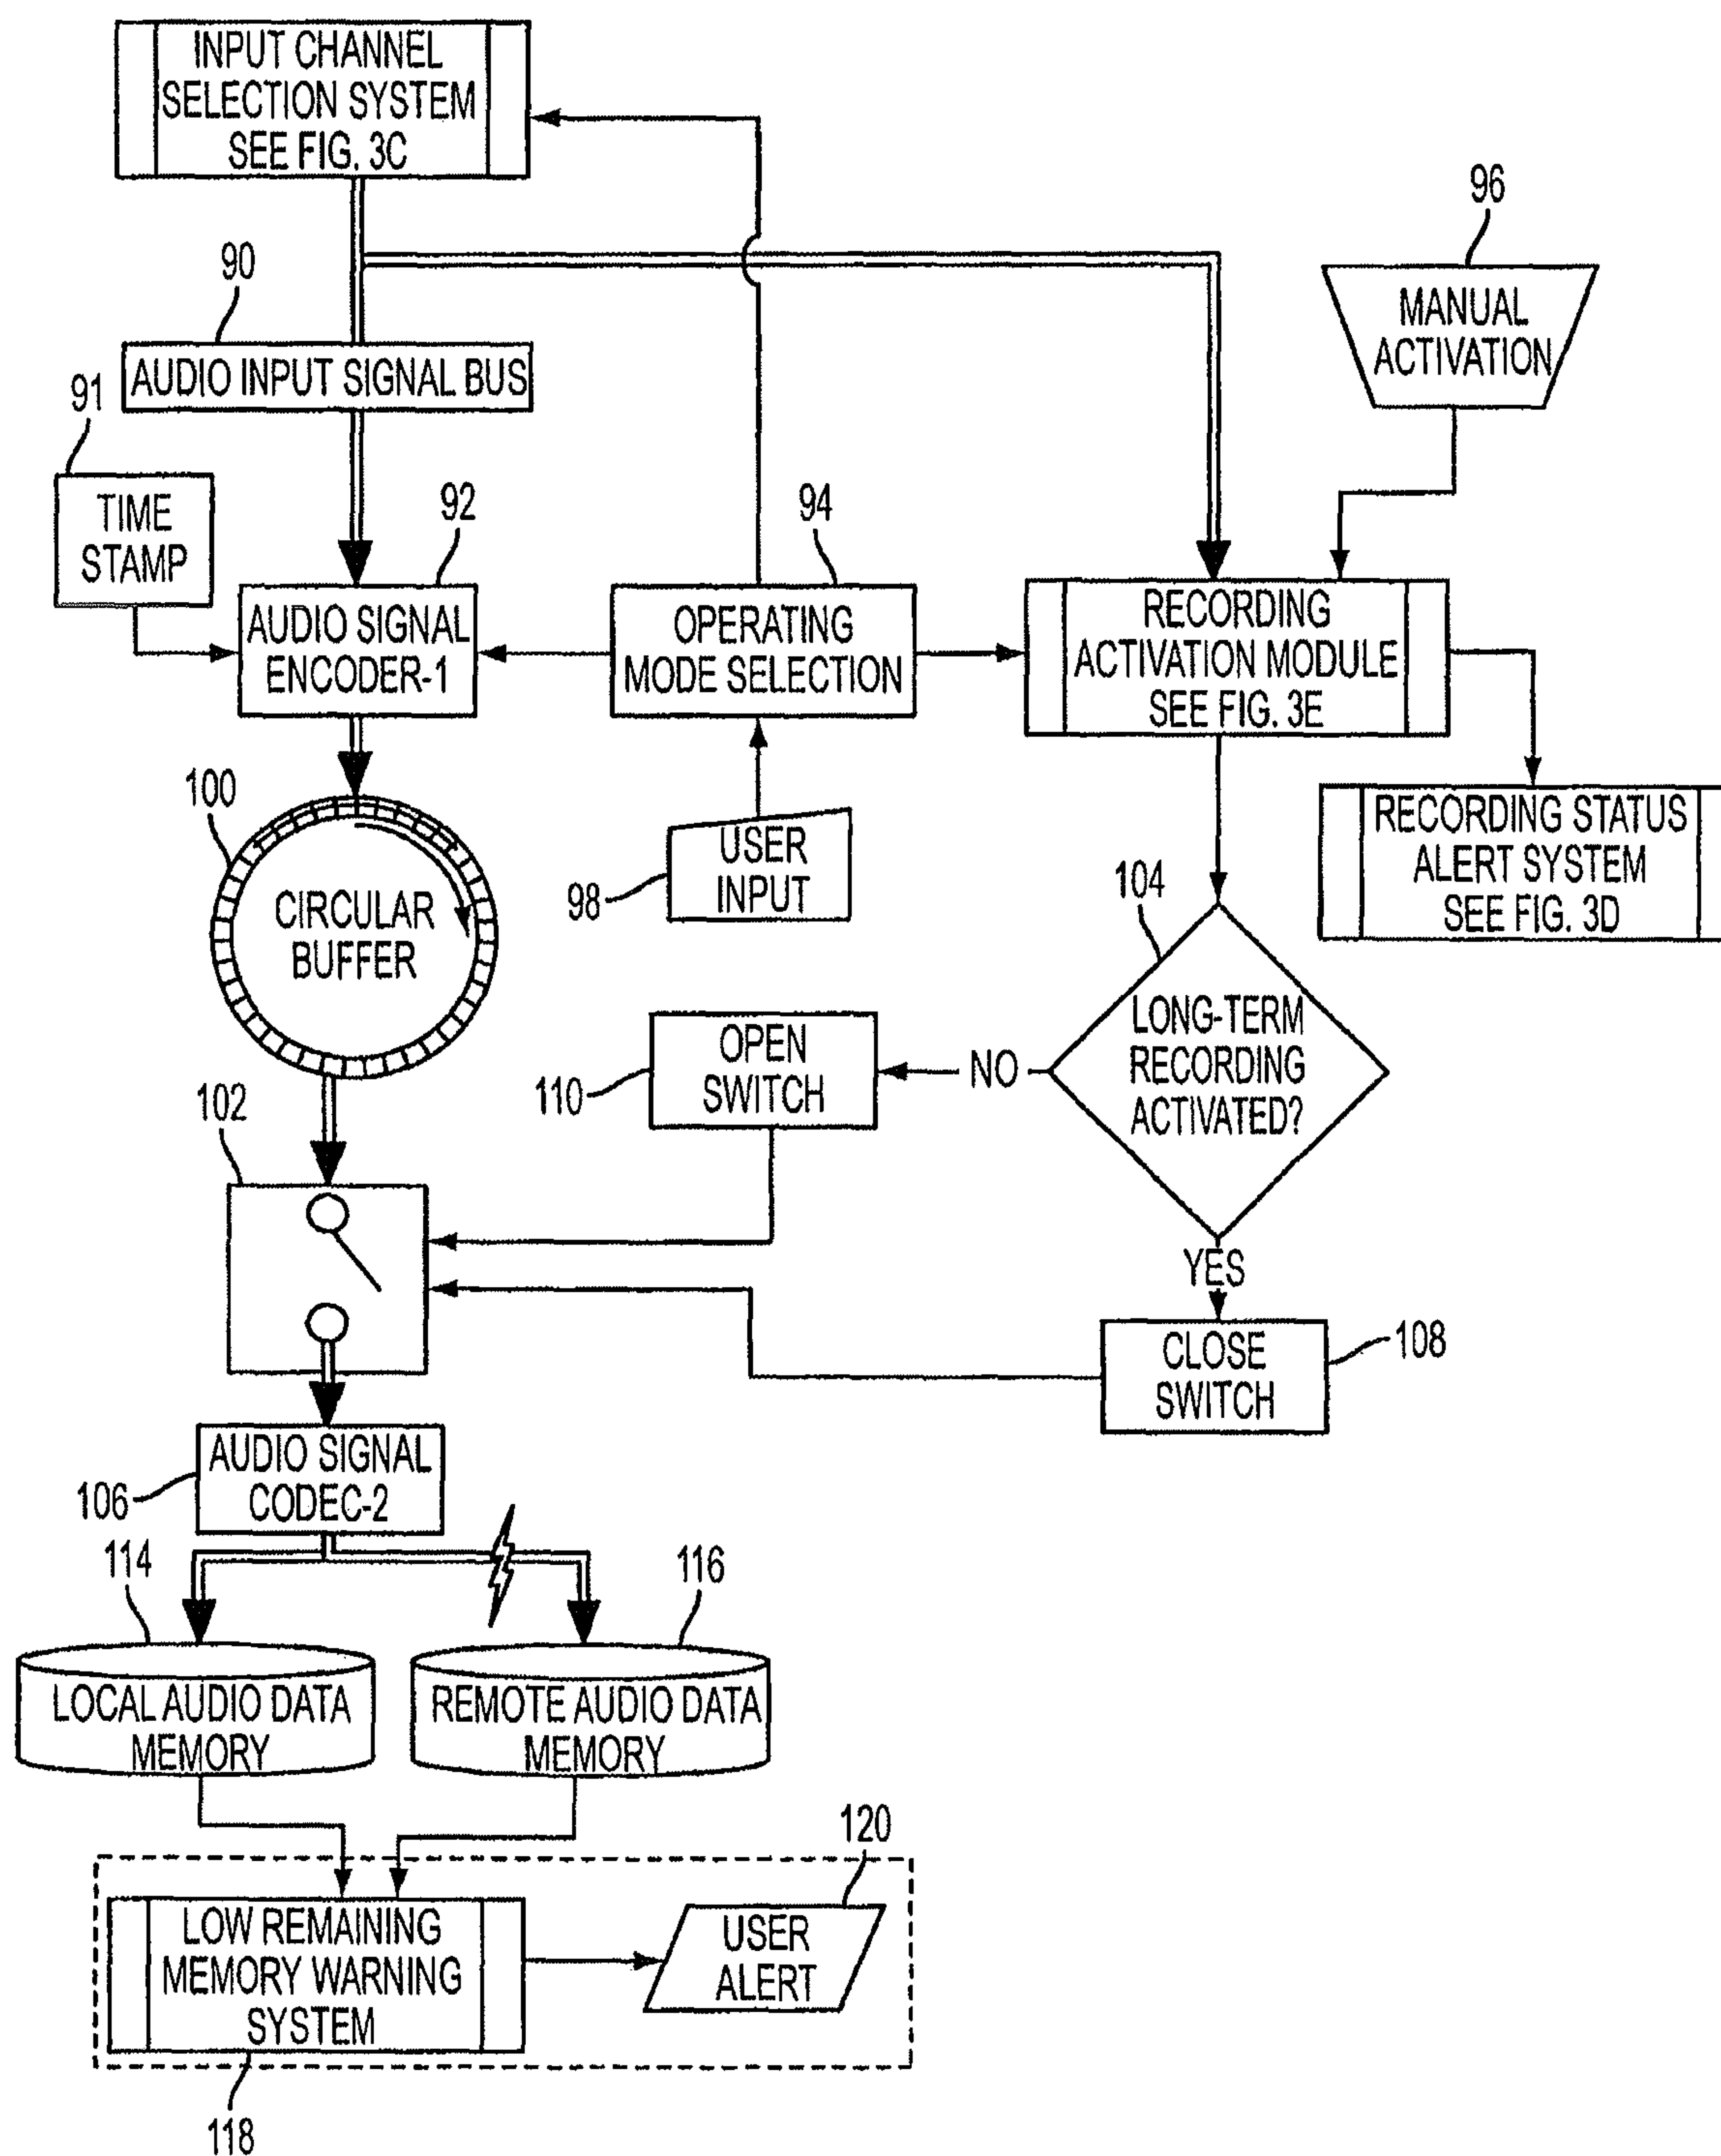 INPUT CHANNEL
SELECTION SYSTEM
SEE FIG. 3C
96
MANUAL
ACTIVATION
90
AUDIO INPUT SIGNAL BUS
91
TIME
STAMP
92
AUDIO SIGNAL
ENCODER-1
94
OPERATING
MODE SELECTION
RECORDING
ACTIVATION MODULE
SEE FIG. 3E
RECORDING STATUS
ALERT SYSTEM
SEE FIG. 3D
100
CIRCULAR
BUFFER
USER
INPUT
98
104
LONG-TERM
RECORDING
ACTIVATED?
NO
OPEN
SWITCH
110
102
YES
CLOSE
SWITCH
108
AUDIO SIGNAL
CODEC-2
106
114
LOCAL AUDIO DATA
MEMORY
116
REMOTE AUDIO DATA
MEMORY
120
LOW REMAINING
MEMORY WARNING
SYSTEM
USER
ALERT
118